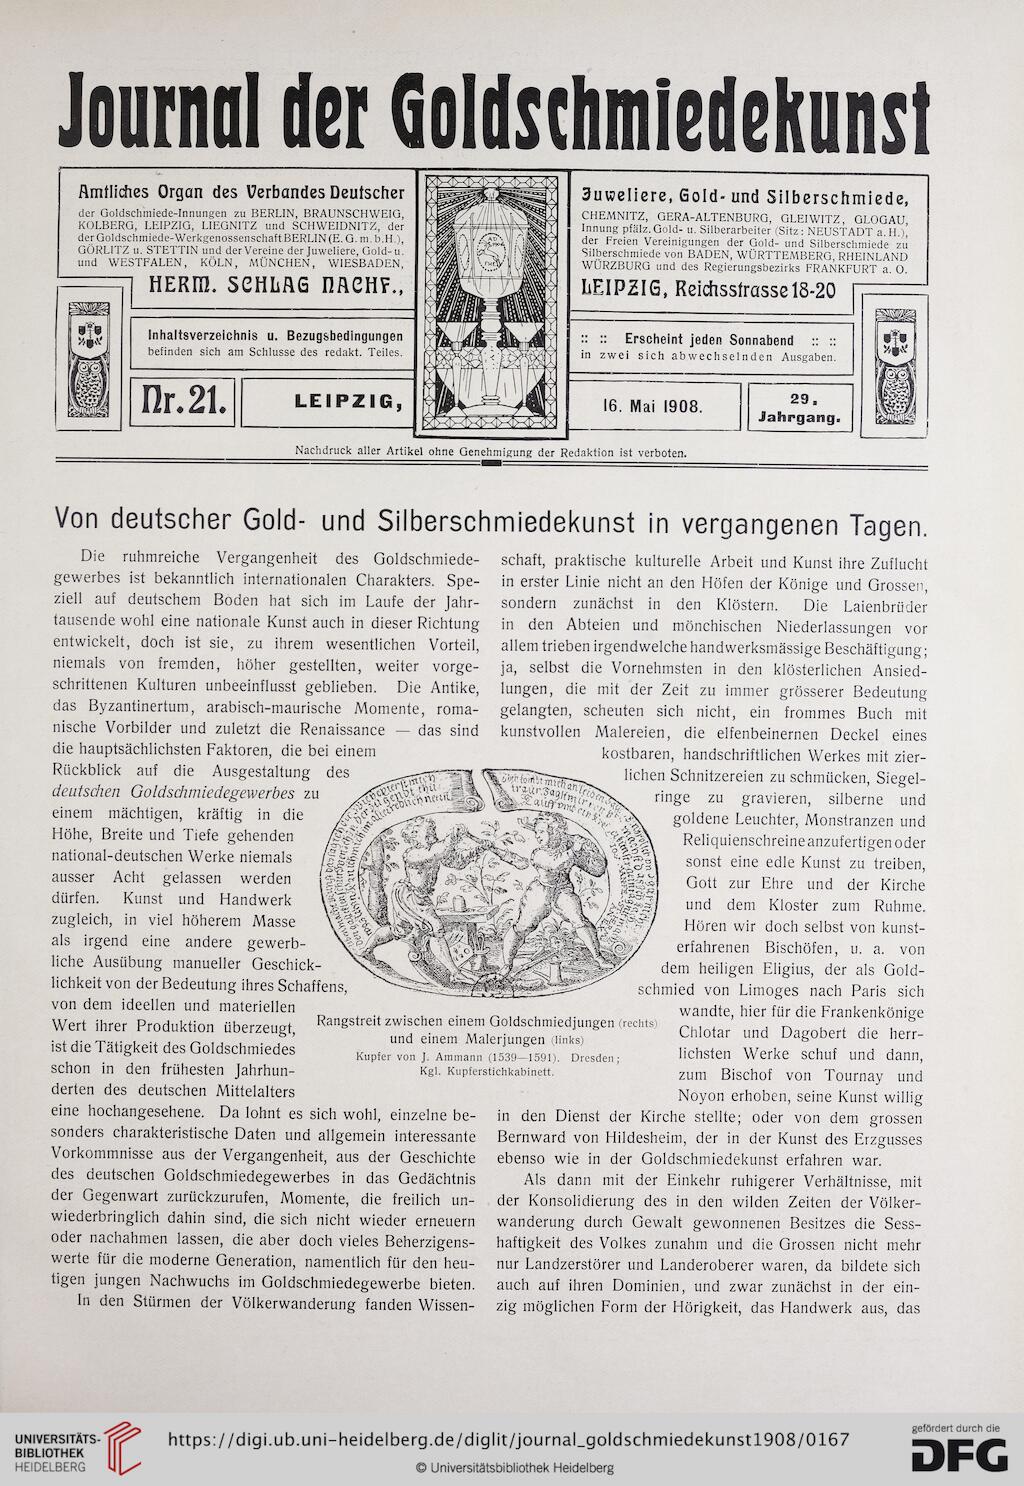 Journal der Goldschmiedekunst
Amtliches Organ des Verbandes Deutscher
der Goldschmiede-Innungen zu BERLIN, BRAUNSCHWEIG,
KOLBERG, LEIPZIG, LIEGNITZ und SCHWEIDNITZ, der
der Goldschmiede-Werkgenossenschaft BERLIN (E. G. m. b. H.),
GÖRLITZ u. STETTIN und der Vereine der Juweliere, Gold- u.
und WESTFALEN, KÖLN, MÜNCHEN, WIESBADEN,
HERM. SCHLAG NACHF.,
Juweliere, Gold- und Silberschmiede,
CHEMNITZ, GERA-ALTENBURG, GLEIWITZ, GLOGAU,
Innung pfälz. Gold- u. Silberarbeiter (Sitz: NEUSTADT a. H.),
der Freien Vereinigungen der Gold- und Silberschmiede zu
Silberschmiede von BADEN, WÜRTTEMBERG, RHEINLAND
WÜRZBURG und des Regierungsbezirks FRANKFURT a. O.
LEIPZIG, Reichsstrasse 18-20
Inhaltsverzeichnis u. Bezugsbedingungen
befinden sich am Schlusse des redakt. Teiles.
:: :: Erscheint jeden Sonnabend :: ::
in zwei sich abwechselnden Ausgaben.
Nr. 21.
LEIPZIG,
16. Mai 1908.
29.
Jahrgang.
Nachdruck aller Artikel ohne Genehmigung der Redaktion ist verboten.
Von deutscher Gold- und Silberschmiedekunst in vergangenen Tagen.
Die ruhmreiche Vergangenheit des Goldschmiede-
gewerbes ist bekanntlich internationalen Charakters. Spe-
ziell auf deutschem Boden hat sich im Laufe der Jahr-
tausende wohl eine nationale Kunst auch in dieser Richtung
entwickelt, doch ist sie, zu ihrem wesentlichen Vorteil,
niemals von fremden, höher gestellten, weiter vorge-
schrittenen Kulturen unbeeinflusst geblieben. Die Antike,
das Byzantinertum, arabisch-maurische Momente, roma-
nische Vorbilder und zuletzt die Renaissance — das sind
die hauptsächlichsten Faktoren, die bei einem
Rückblick auf die Ausgestaltung des
deutschen Goldschmiedegewerbes zu
einem mächtigen, kräftig in die
Höhe, Breite und Tiefe gehenden
national-deutschen Werke niemals
ausser Acht gelassen werden
dürfen. Kunst und Handwerk
zugleich, in viel höherem Masse
als irgend eine andere gewerb-
liche Ausübung manueller Geschick-
lichkeit von der Bedeutung ihres Schaffens,
von dem ideellen und materiellen
Wert ihrer Produktion überzeugt,
ist die Tätigkeit des Goldschmiedes
schon in den frühesten Jahrhun-
derten des deutschen Mittelalters
eine hochangesehene. Da lohnt es sich wohl, einzelne be-
sonders charakteristische Daten und allgemein interessante
Vorkommnisse aus der Vergangenheit, aus der Geschichte
des deutschen Goldschmiedegewerbes in das Gedächtnis
der Gegenwart zurückzurufen, Momente, die freilich un-
wiederbringlich dahin sind, die sich nicht wieder erneuern
oder nachahmen lassen, die aber doch vieles Beherzigens-
werte für die moderne Generation, namentlich für den heu-
tigen jungen Nachwuchs im Goldschmiedegewerbe bieten.
In den Stürmen der Völkerwanderung fanden Wissen-
Rangstreit zwischen einem Goldschmiedjungen (rechts)
und einem Malerjungen (links)
Kupfer von J. Ammann (1539—1591). Dresden;
Kgl. Kupferstichkabinett.
schaft, praktische kulturelle Arbeit und Kunst ihre Zuflucht
in erster Linie nicht an den Höfen der Könige und Grossen,
sondern zunächst in den Klöstern. Die Laienbrüder
in den Abteien und mönchischen Niederlassungen vor
allem trieben irgendwelche handwerksmässige Beschäftigung;
ja, selbst die Vornehmsten in den klösterlichen Ansied-
lungen, die mit der Zeit zu immer grösserer Bedeutung
gelangten, scheuten sich nicht, ein frommes Buch mit
kunstvollen Malereien, die elfenbeinernen Deckel eines
kostbaren, handschriftlichen Werkes mit zier-
lichen Schnitzereien zu schmücken, Siegel-
ringe zu gravieren, silberne und
goldene Leuchter, Monstranzen und
Reliquienschreine anzufertigen oder
sonst eine edle Kunst zu treiben,
Gott zur Ehre und der Kirche
und dem Kloster zum Ruhme.
Hören wir doch selbst von kunst-
erfahrenen Bischöfen, u. a. von
dem heiligen Eligius, der als Gold-
schmied von Limoges nach Paris sich
wandte, hier für die Frankenkönige
Chlotar und Dagobert die herr-
lichsten Werke schuf und dann,
zum Bischof von Tournay und
Noyon erhoben, seine Kunst willig
in den Dienst der Kirche stellte; oder von dem grossen
Bernward von Hildesheim, der in der Kunst des Erzgusses
ebenso wie in der Goldschmiedekunst erfahren war.
Als dann mit der Einkehr ruhigerer Verhältnisse, mit
der Konsolidierung des in den wilden Zeiten der Völker-
wanderung durch Gewalt gewonnenen Besitzes die Sess-
haftigkeit des Volkes zunahm und die Grossen nicht mehr
nur Landzerstörer und Landeroberer waren, da bildete sich
auch auf ihren Dominien, und zwar zunächst in der ein-
zig möglichen Form der Hörigkeit, das Handwerk aus, das
UNIVERSITÄTS-
BIBLIOTHEK
HEIDELBERG
https://digi.ub.uni-heidelberg.de/diglit/journal_goldschmiedekunst1908/0167
© Universitätsbibliothek Heidelberg
gefördert durch die
DFG